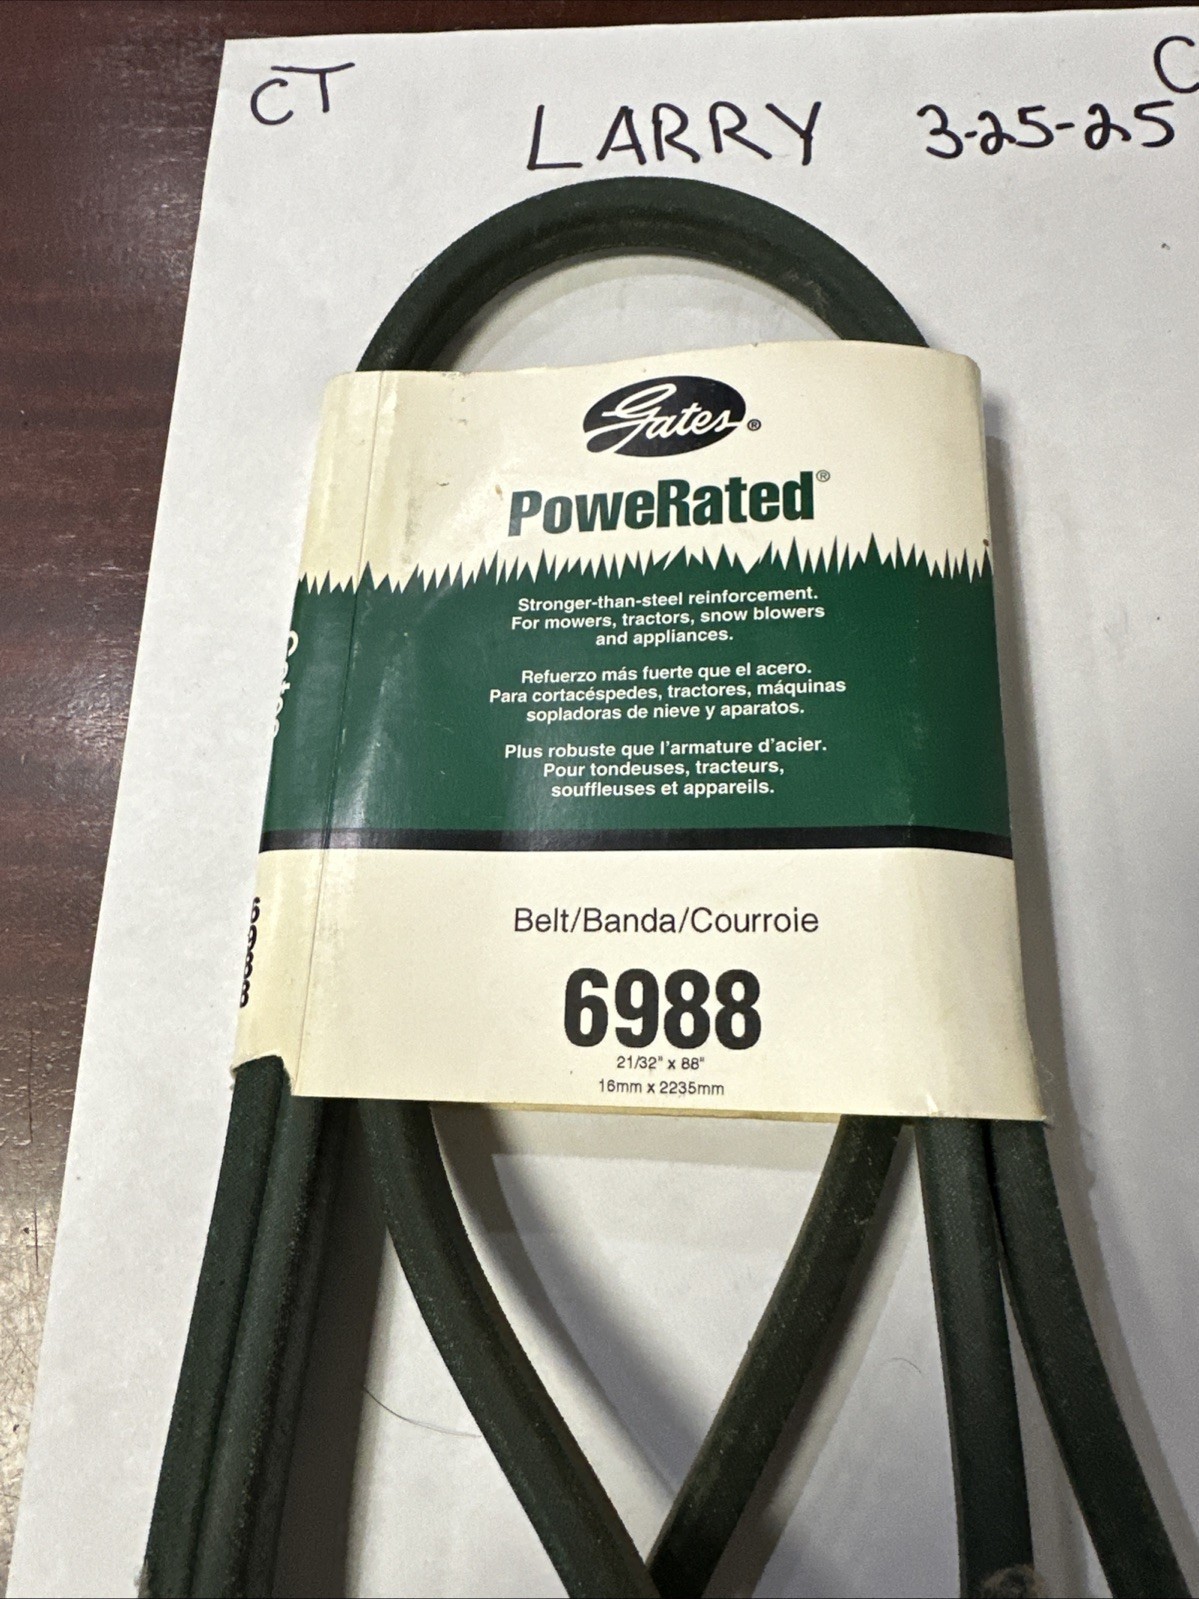 CT
C
LARRY 3-25-25
Gates®
PoweRated®
Stronger-than-steel reinforcement.
For mowers, tractors, snow blowers
and appliances.
Refuerzo más fuerte que el acero.
Para cortacéspedes, tractores, máquinas
sopladoras de nieve y aparatos.
Plus robuste que l'armature d'acier.
Pour tondeuses, tracteurs,
souffleuses et appareils.
Belt/Banda/Courroie
6988
21/32" x 88"
16mm x 2235mm
Gates
6988